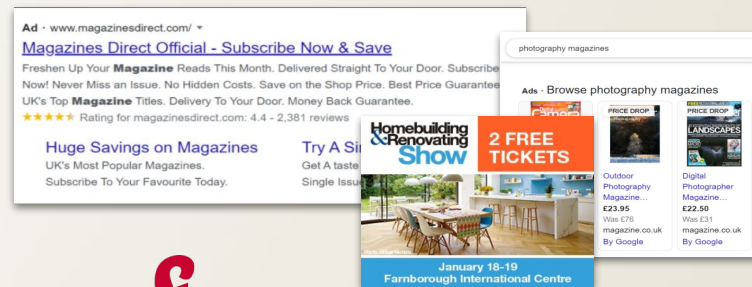 Ad · www.magazinesdirect.com/
Magazines Direct Official - Subscribe Now & Save
Freshen Up Your Magazine Reads This Month. Delivered Straight To Your Door. Subscribe
Now! Never Miss an Issue. No Hidden Costs. Save on the Shop Price. Best Price Guarantee
UK's Top Magazine Titles. Delivery To Your Door. Money Back Guarantee.
Rating for magazinesdirect.com: 4.4 - 2,381 reviews
Huge Savings on Magazines
UK's Most Popular Magazines.
Subscribe To Your Favourite Today.
Try A Si
Get A taste
Single Issue
Homebuilding
&Renovating
Show
2 FREE
TICKETS
January 18-19
Farnborough International Centre
photography magazines
Ads · Browse photography magazines
PRICE DROP
Outdoor
Photography
Magazine...
£23.95
Was £76
magazine.co.uk
By Google
PRICE DROP
LANDSCAPES
Digital
Photographer
Magazine...
£22.50
Was £31
magazine.co.uk
By Google